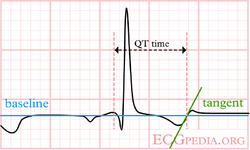 QT time
baseline
tangent
ECGPEDIA.ORG